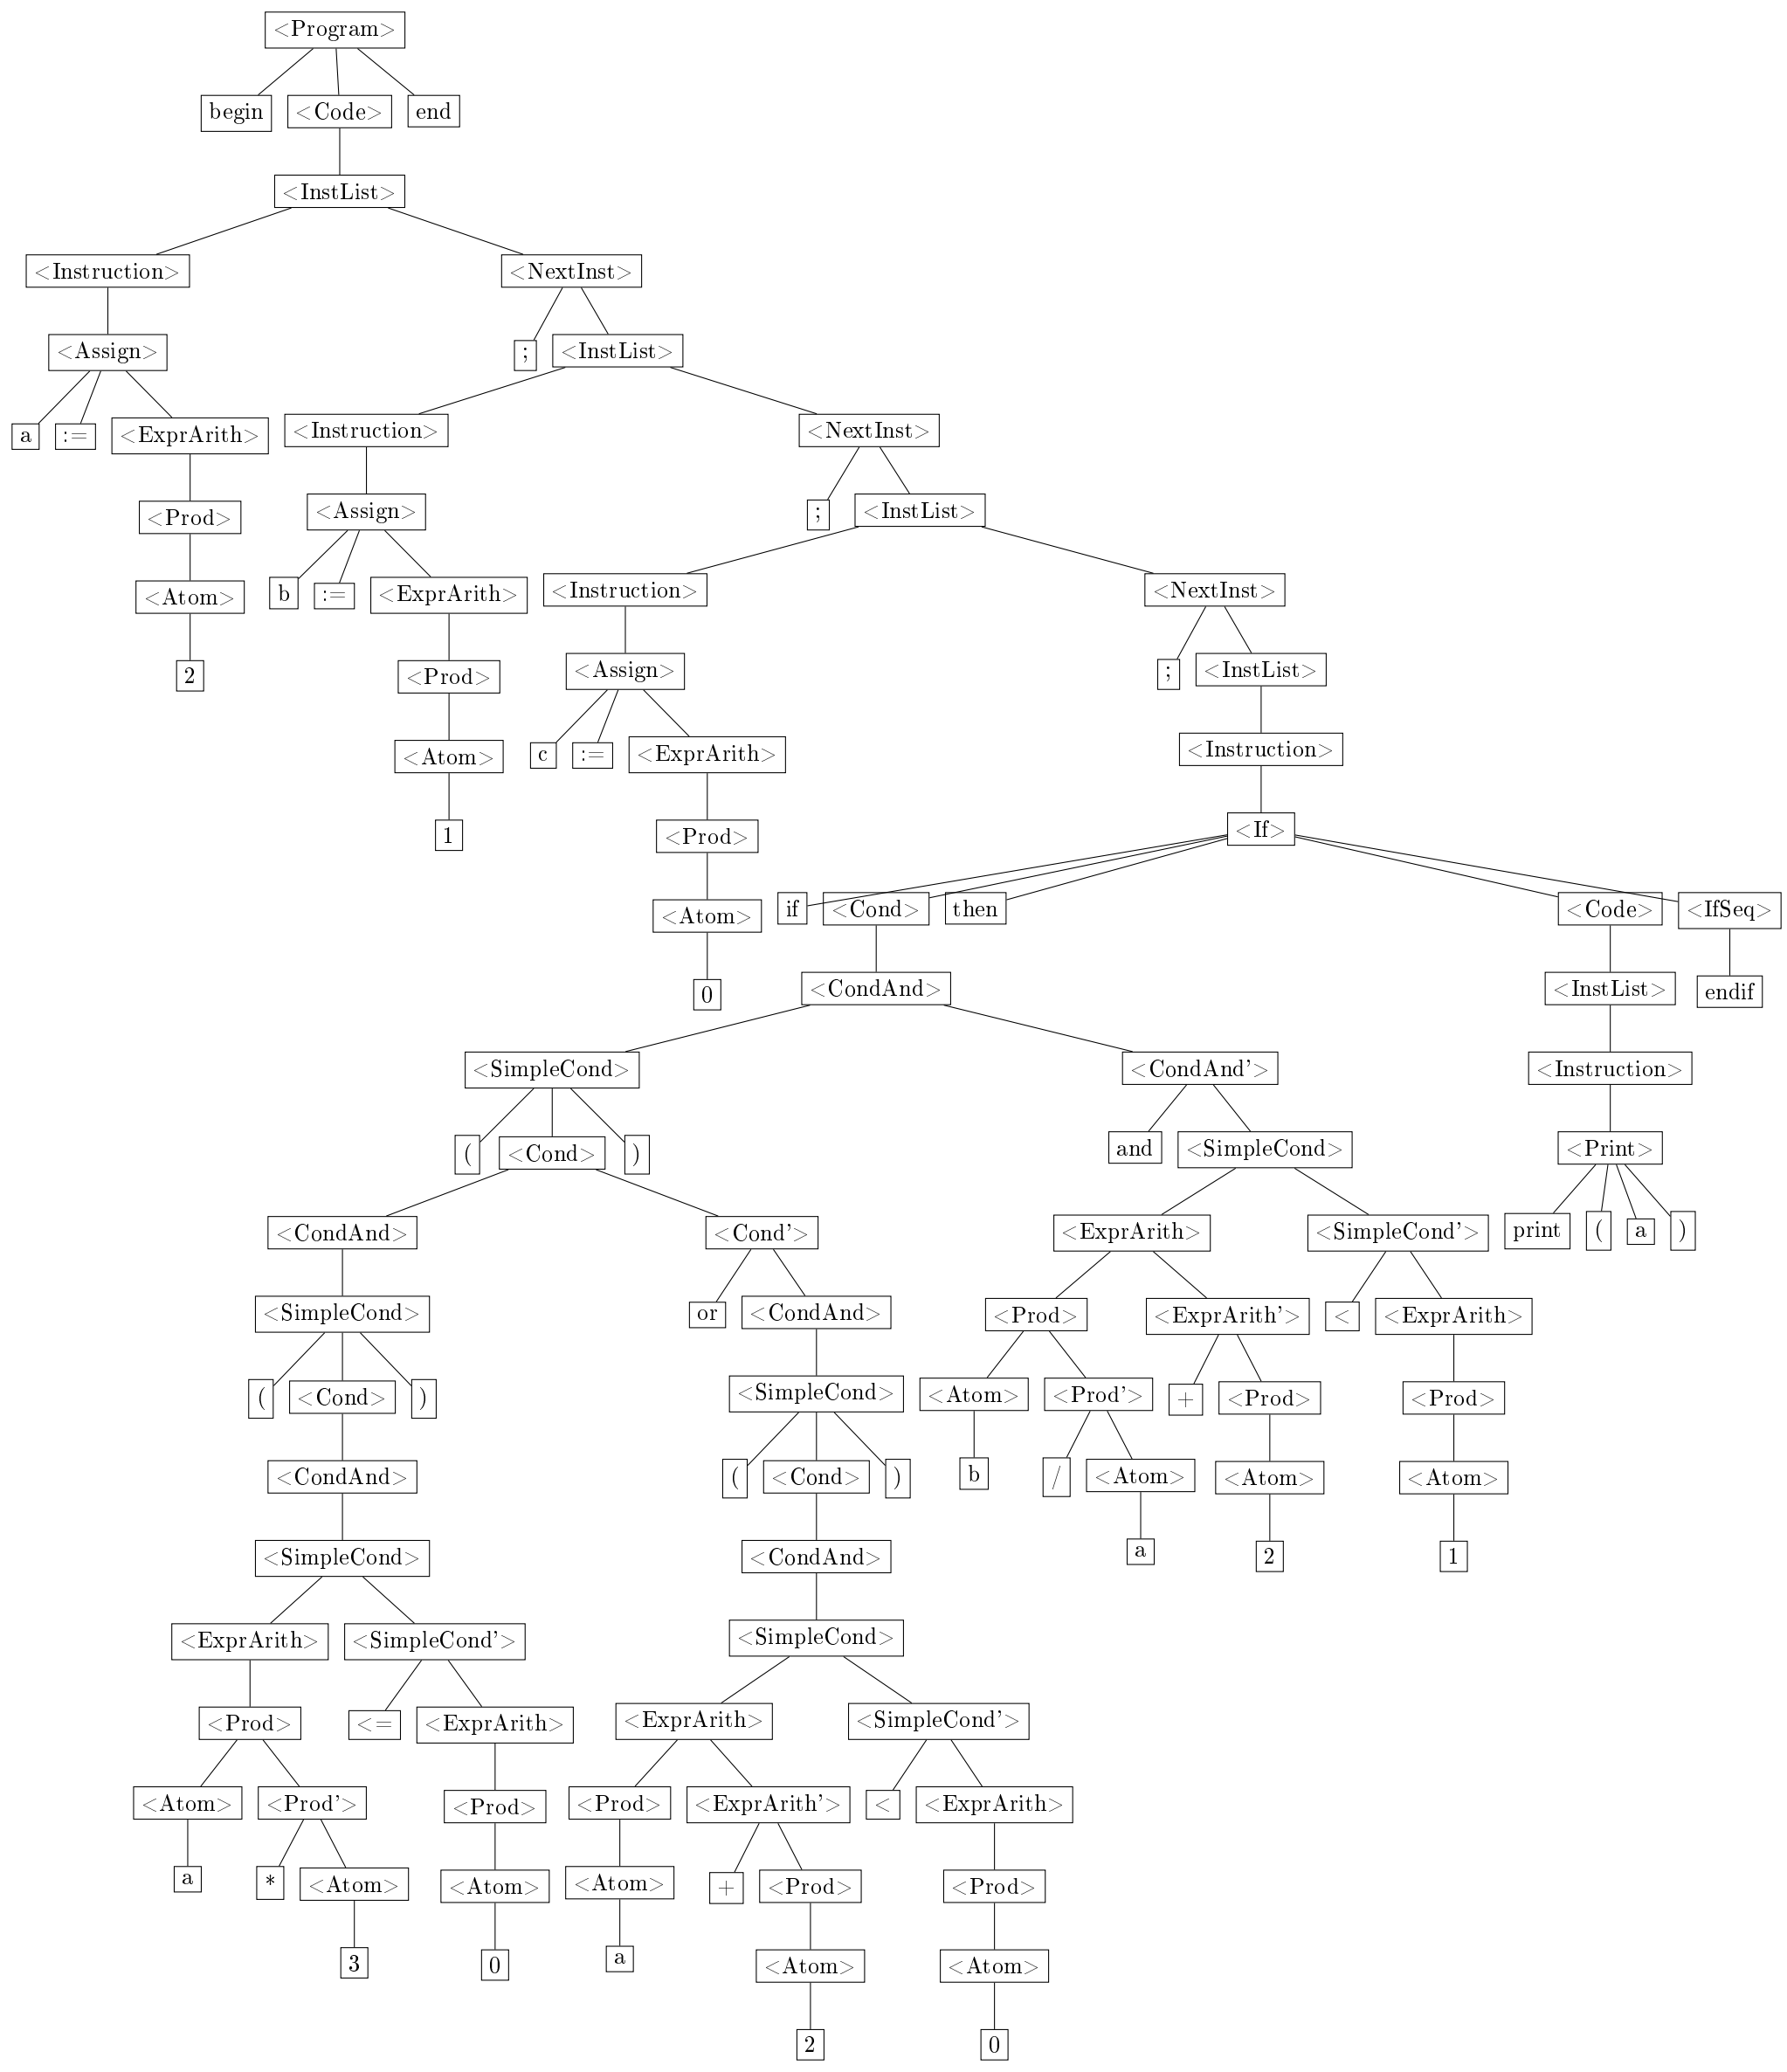 <Program>
begin <Code> end
<InstList>
<Instruction> <NextInst>
<Assign> ; <InstList>
a := <ExprArith> <Instruction> <NextInst>
<Prod> <Assign> ; <InstList>
<Atom> b := <ExprArith> <Instruction> <NextInst>
2 <Prod> <Assign> ; <InstList>
<Atom> c := <ExprArith> <Instruction>
1 <Prod> <If>
<Atom> if <Cond> then <Code> <IfSeq>
0 <CondAnd> <InstList> endif
<SimpleCond> <CondAnd'> <Instruction>
( <Cond> ) and <SimpleCond> <Print>
<CondAnd> <Cond'> <ExprArith> <SimpleCond'> print ( a )
<SimpleCond> or <CondAnd> <Prod> <ExprArith'> < <ExprArith>
( <Cond> ) <SimpleCond> <Atom> <Prod'> + <Prod> <Prod>
<CondAnd> ( <Cond> ) b / <Atom> <Atom> <Atom>
<SimpleCond> <CondAnd> a 2 1
<ExprArith> <SimpleCond'> <SimpleCond>
<Prod> <= <ExprArith> <ExprArith> <SimpleCond'>
<Atom> <Prod'> <Prod> <Prod> <ExprArith'> < <ExprArith>
a * <Atom> <Atom> <Atom> + <Prod> <Prod>
3 0 a <Atom> <Atom>
2 0